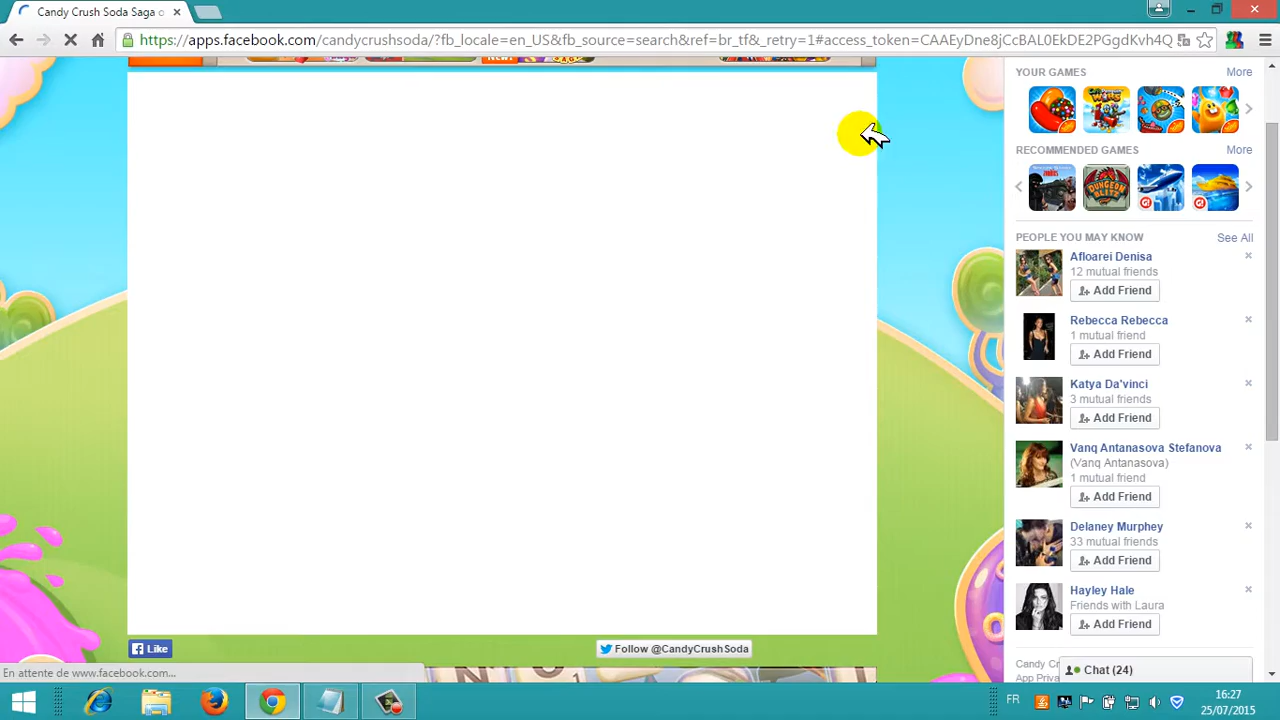 Candy Crush Soda Saga o
https://apps.facebook.com/candycrushsoda/?fb_locale=en_US&fb_source=search&ref=br_tf&_retry=1#access_token=CAAEyDne8jCcBAL0EkDE2PGgdKvh4Q
NEW!
YOUR GAMES More
RECOMMENDED GAMES More
PEOPLE YOU MAY KNOW See All
Afloarei Denisa
12 mutual friends
Add Friend
Rebecca Rebecca
1 mutual friend
Add Friend
Katya Da'vinci
3 mutual friends
Add Friend
Vanq Antanasova Stefanova
(Vanq Antanasova)
1 mutual friend
Add Friend
Delaney Murphey
33 mutual friends
Add Friend
Hayley Hale
Friends with Laura
Add Friend
Like
Follow @CandyCrushSoda
Candy C
App Priva
Chat (24)
En attente de www.facebook.com...
FR
16:27
25/07/2015